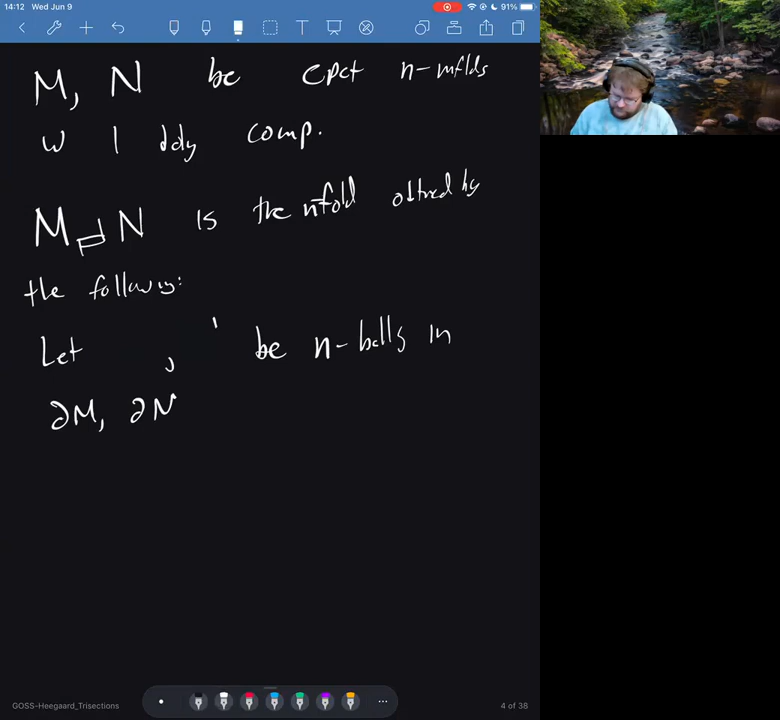 14:12 Wed Jun 9
91%
M, N be cpct n-mflds
w 1 bdy comp.
M ♮ N is the nfold obtned by
the following:
Let , ' be n-balls in
∂M, ∂N
GOSS-Heegaard_Trisections
4 of 38